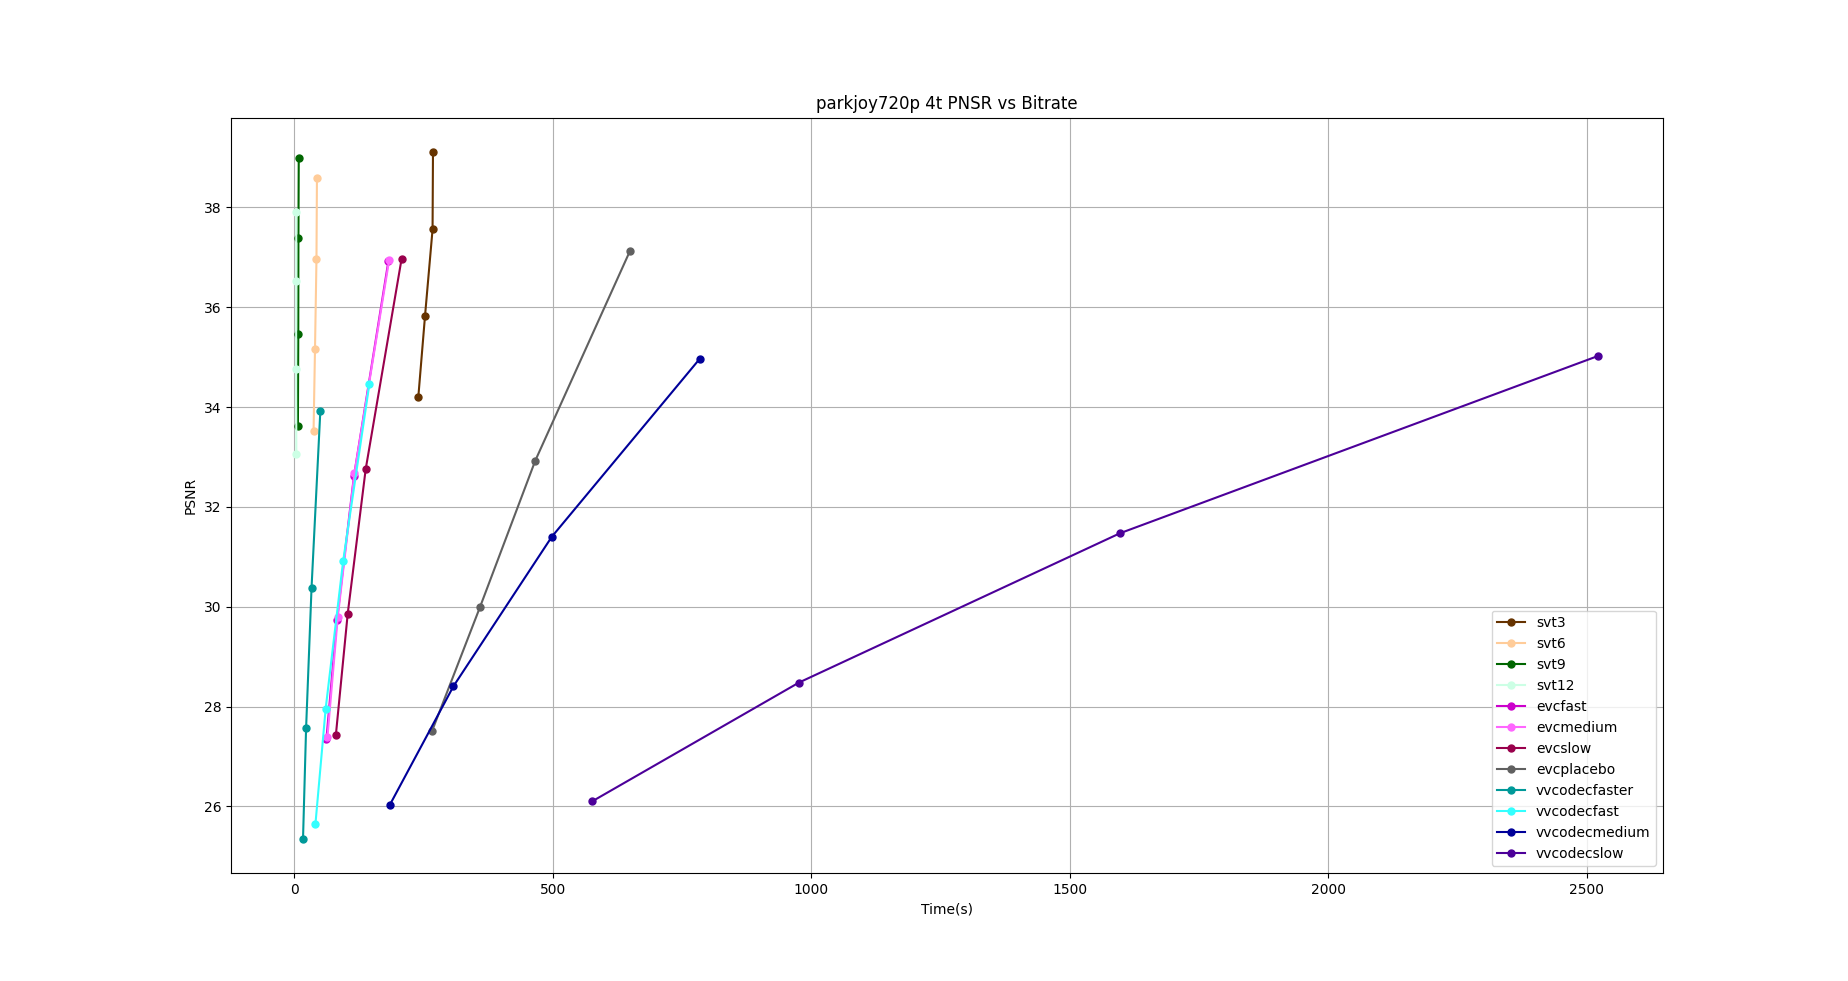 parkjoy720p 4t PNSR vs Bitrate
38
36
34
32
30
28
26
PSNR
0 500 1000 1500 2000 2500
Time(s)
svt3
svt6
svt9
svt12
evcfast
evcmedium
evcslow
evcplacebo
vvcodecfaster
vvcodecfast
vvcodecmedium
vvcodecslow